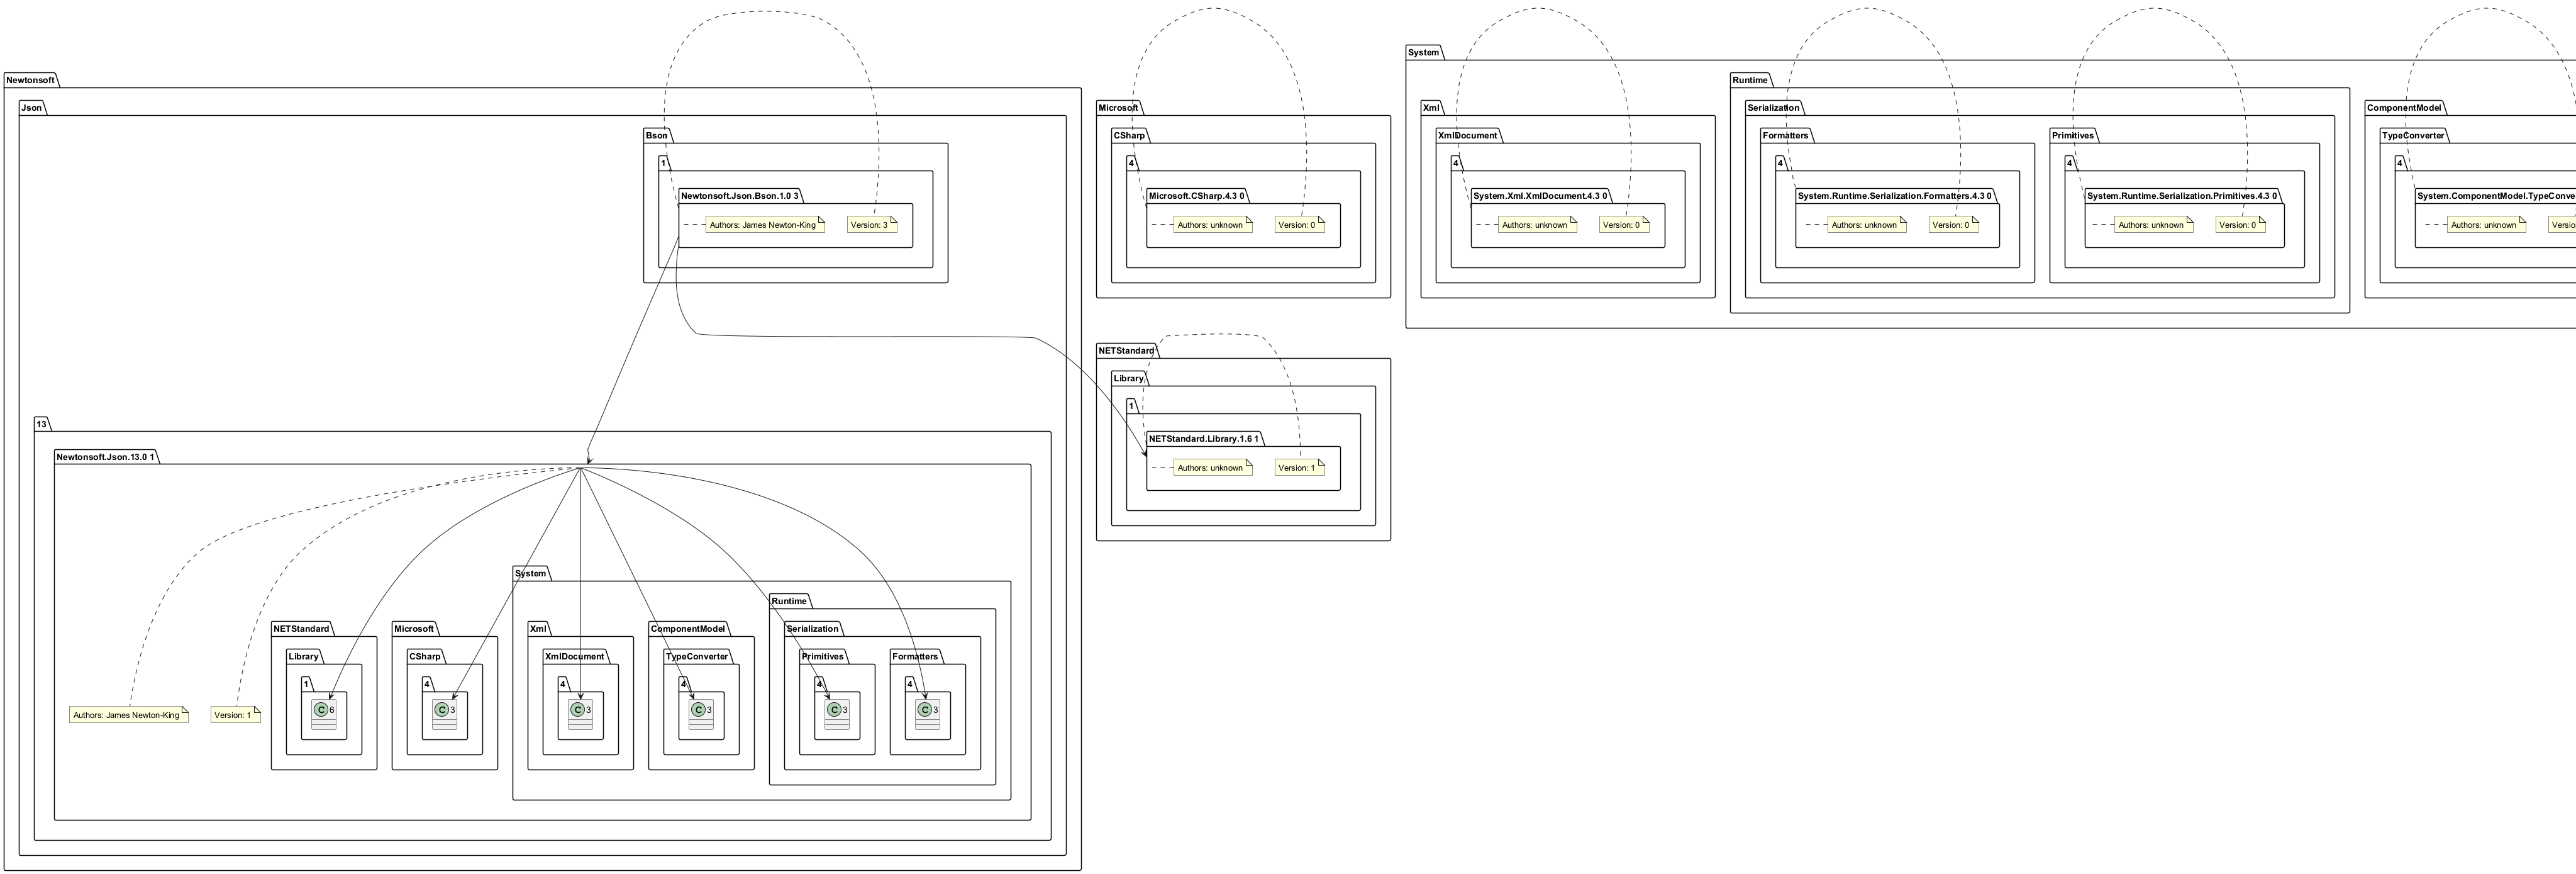 Newtonsoft
Json
Bson
1
Newtonsoft.Json.Bson.1.0 3
Authors: James Newton-King
Version: 3
13
Newtonsoft.Json.13.0 1
Authors: James Newton-King
Version: 1
NETStandard
Library
1
C 6
Microsoft
CSharp
4
C 3
System
Xml
XmlDocument
4
C 3
ComponentModel
TypeConverter
4
C 3
Runtime
Serialization
Primitives
4
C 3
Formatters
4
C 3
Microsoft
CSharp
4
Microsoft.CSharp.4.3 0
Authors: unknown
Version: 0
NETStandard
Library
1
NETStandard.Library.1.6 1
Authors: unknown
Version: 1
System
Xml
XmlDocument
4
System.Xml.XmlDocument.4.3 0
Authors: unknown
Version: 0
Runtime
Serialization
Formatters
4
System.Runtime.Serialization.Formatters.4.3 0
Authors: unknown
Version: 0
Primitives
4
System.Runtime.Serialization.Primitives.4.3 0
Authors: unknown
Version: 0
ComponentModel
TypeConverter
4
System.ComponentModel.TypeConve
Authors: unknown
Versio